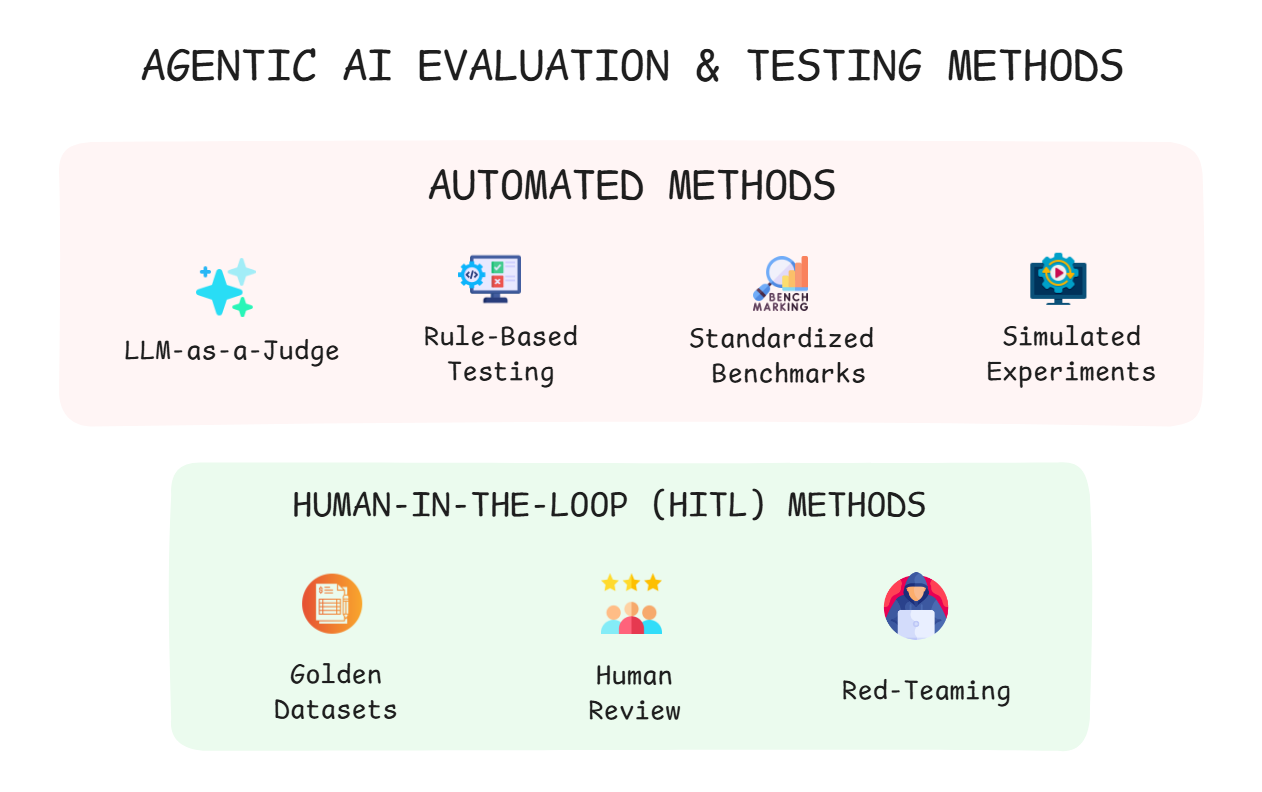 AGENTIC AI EVALUATION & TESTING METHODS
AUTOMATED METHODS
BENCH
MARKING
LLM-as-a-Judge
Rule-Based
Testing
Standardized
Benchmarks
Simulated
Experiments
HUMAN-IN-THE-LOOP (HITL) METHODS
Golden
Datasets
Human
Review
Red-Teaming